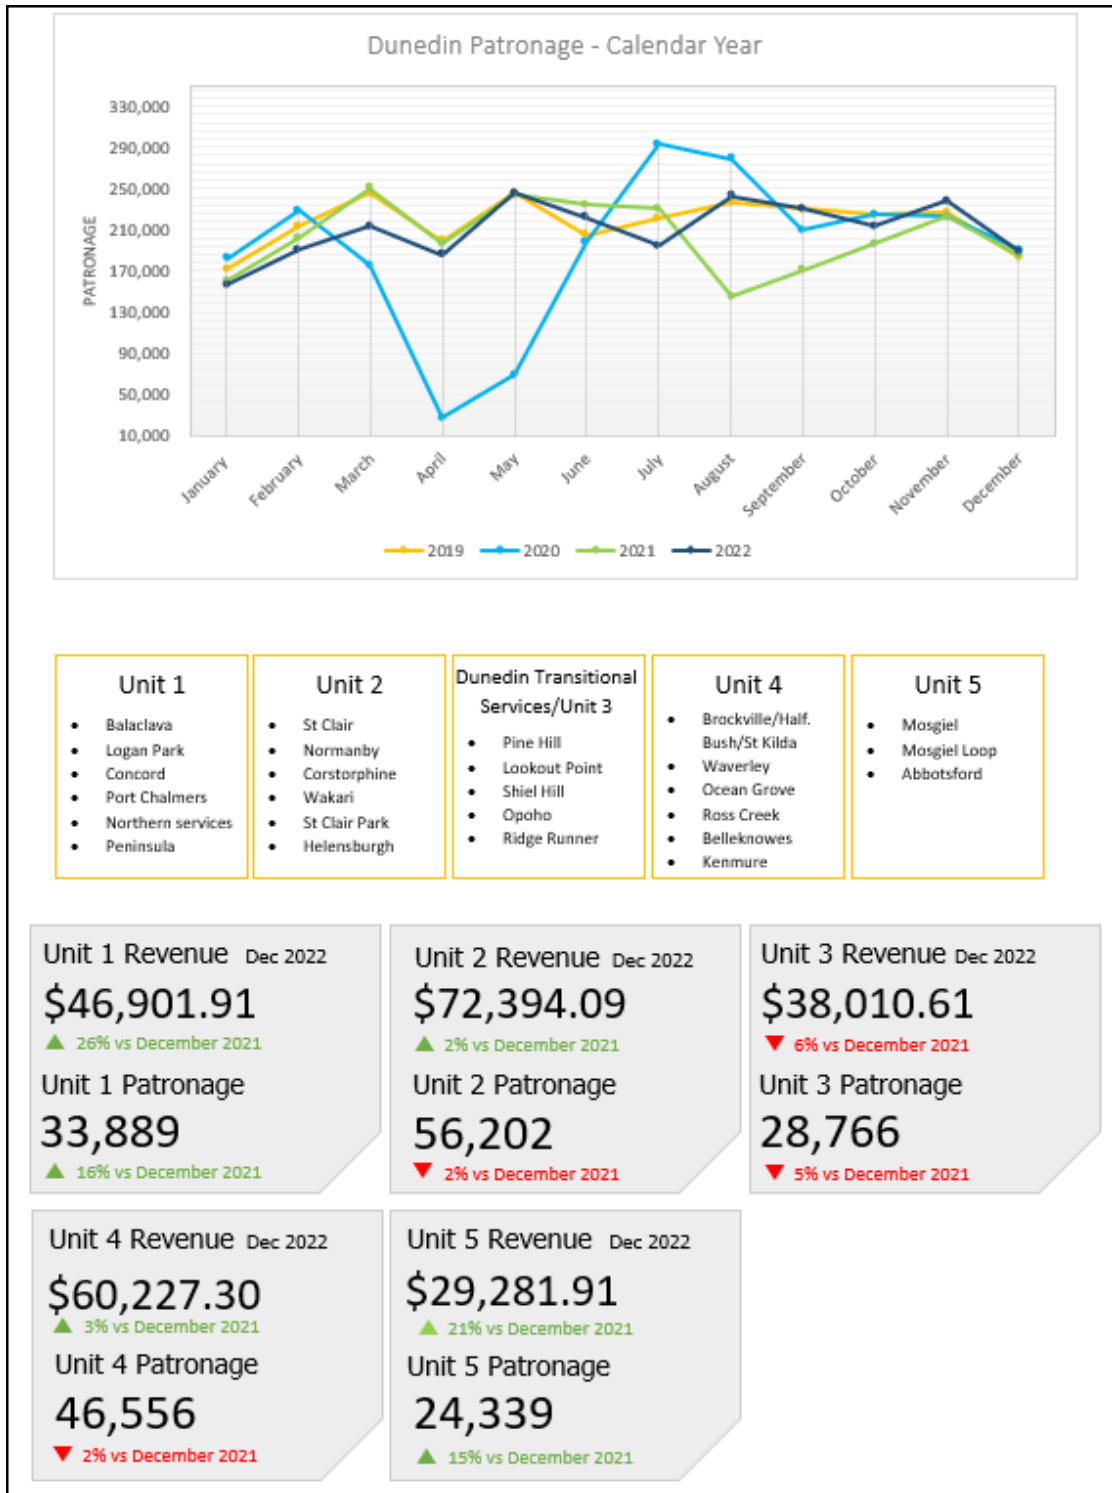 Dunedin Patronage - Calendar Year
PATRONAGE
330,000
290,000
250,000
210,000
170,000
130,000
90,000
50,000
10,000
January
February
March
April
May
June
July
August
September
October
November
December
2019
2020
2021
2022
Unit 1
• Balaclava
• Logan Park
• Concord
• Port Chalmers
• Northern services
• Peninsula
Unit 2
• St Clair
• Normanby
• Corstorphine
• Wakari
• St Clair Park
• Helensburgh
Dunedin Transitional
Services/Unit 3
• Pine Hill
• Lookout Point
• Shiel Hill
• Opoho
• Ridge Runner
Unit 4
• Brockville/Half.
Bush/St Kilda
• Waverley
• Ocean Grove
• Ross Creek
• Belleknowes
• Kenmure
Unit 5
• Mosgiel
• Mosgiel Loop
• Abbotsford
Unit 1 Revenue Dec 2022
$46,901.91
26% vs December 2021
Unit 1 Patronage
33,889
16% vs December 2021
Unit 2 Revenue Dec 2022
$72,394.09
2% vs December 2021
Unit 2 Patronage
56,202
2% vs December 2021
Unit 3 Revenue Dec 2022
$38,010.61
6% vs December 2021
Unit 3 Patronage
28,766
5% vs December 2021
Unit 4 Revenue Dec 2022
$60,227.30
3% vs December 2021
Unit 4 Patronage
46,556
2% vs December 2021
Unit 5 Revenue Dec 2022
$29,281.91
21% vs December 2021
Unit 5 Patronage
24,339
15% vs December 2021